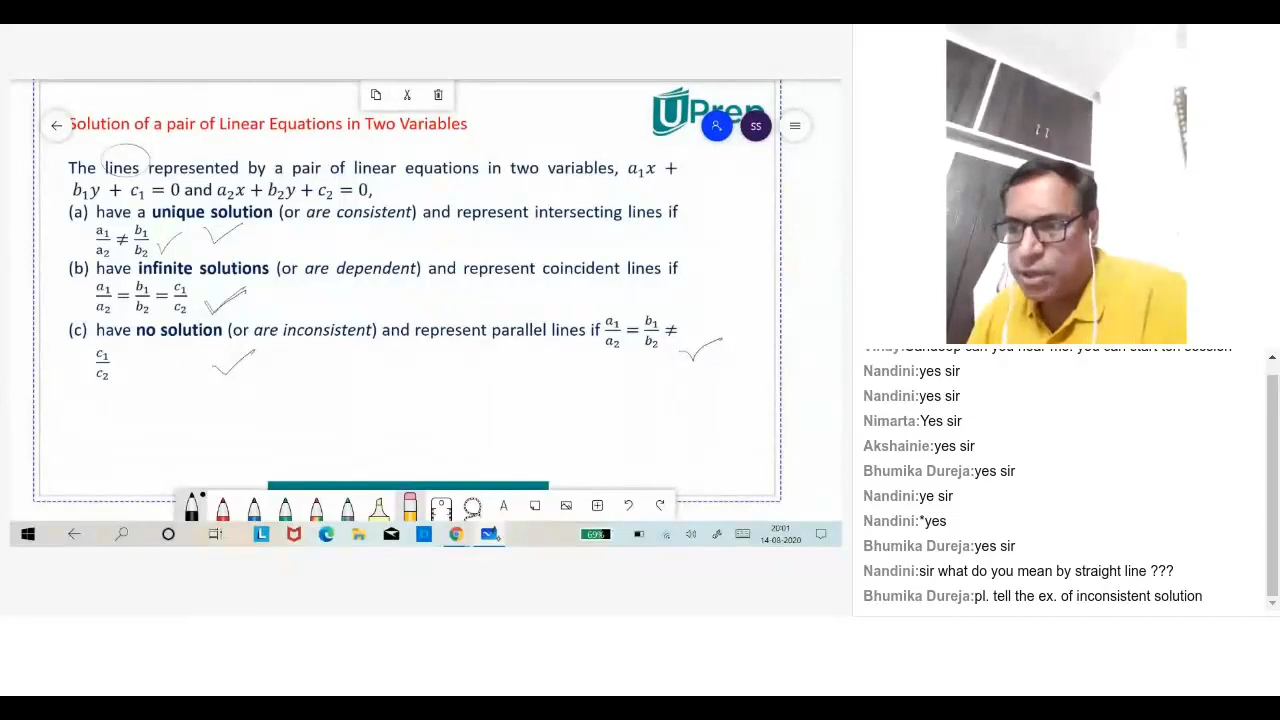 UPrep
Solution of a pair of Linear Equations in Two Variables
SS
The lines represented by a pair of linear equations in two variables, a₁x +
b₁y + c₁ = 0 and a₂x + b₂y + c₂ = 0,
(a) have a unique solution (or are consistent) and represent intersecting lines if
a₁/a₂ ≠ b₁/b₂
(b) have infinite solutions (or are dependent) and represent coincident lines if
a₁/a₂ = b₁/b₂ = c₁/c₂
(c) have no solution (or are inconsistent) and represent parallel lines if a₁/a₂ = b₁/b₂ ≠
c₁/c₂
A
L
69%
20:01
14-08-2020
Nandini:yes sir
Nandini:yes sir
Nimarta:Yes sir
Akshainie:yes sir
Bhumika Dureja:yes sir
Nandini:ye sir
Nandini:*yes
Bhumika Dureja:yes sir
Nandini:sir what do you mean by straight line ???
Bhumika Dureja:pl. tell the ex. of inconsistent solution